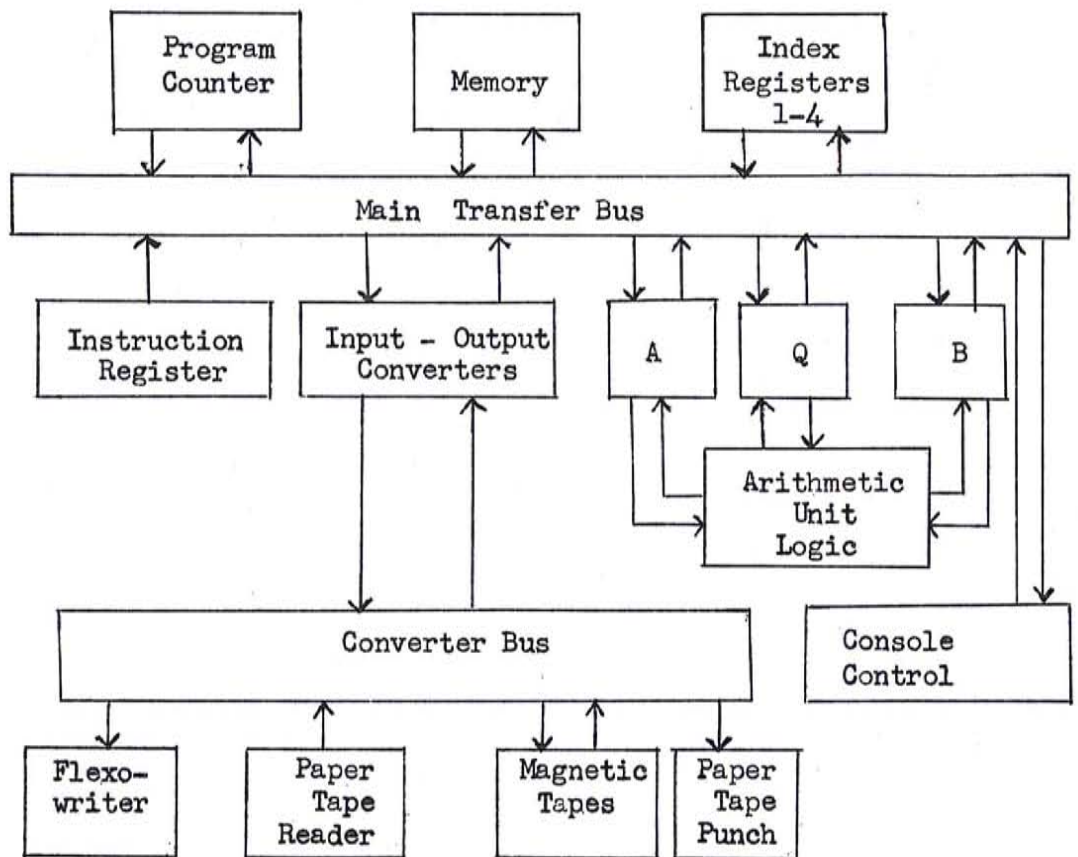 Program
Counter
Memory
Index
Registers
1-4
Main Transfer Bus
Instruction
Register
Input - Output
Converters
A
Q
B
Arithmetic
Unit
Logic
Converter Bus
Console
Control
Flexo-
writer
Paper
Tape
Reader
Magnetic
Tapes
Paper
Tape
Punch